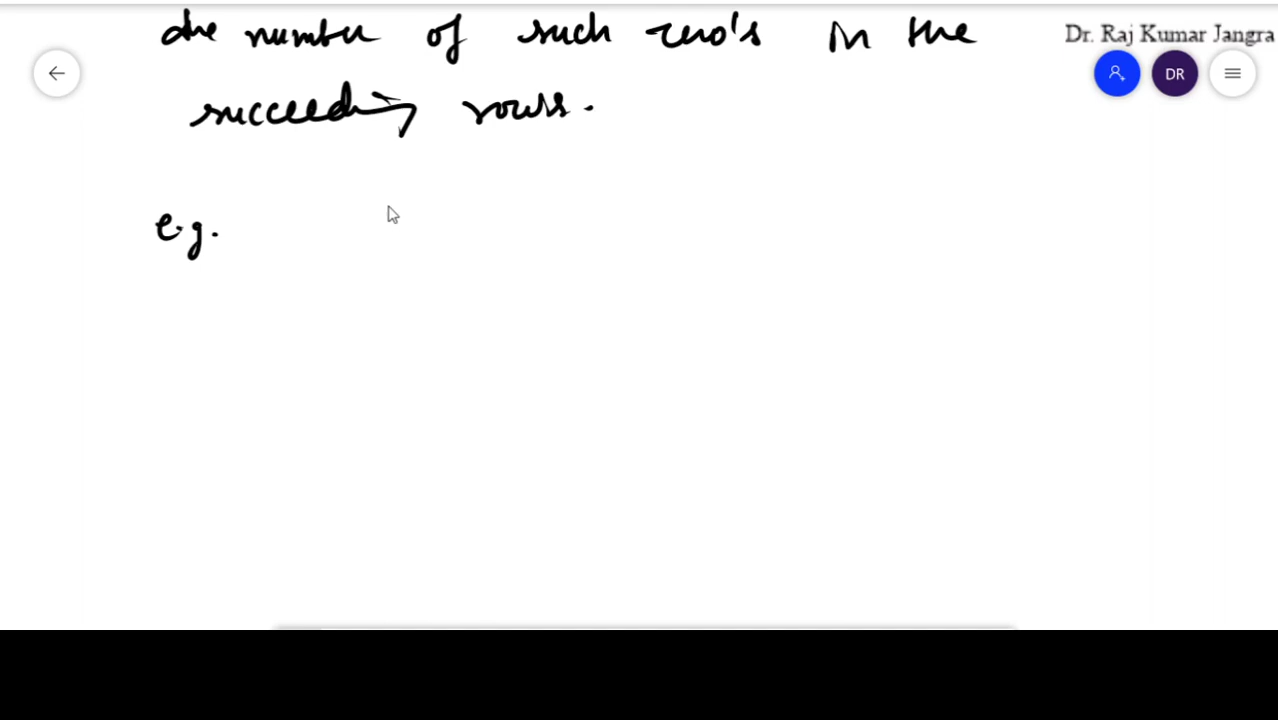 the number of such zero's in the
succeeding rows.
e.g.
Dr. Raj Kumar Jangra
DR